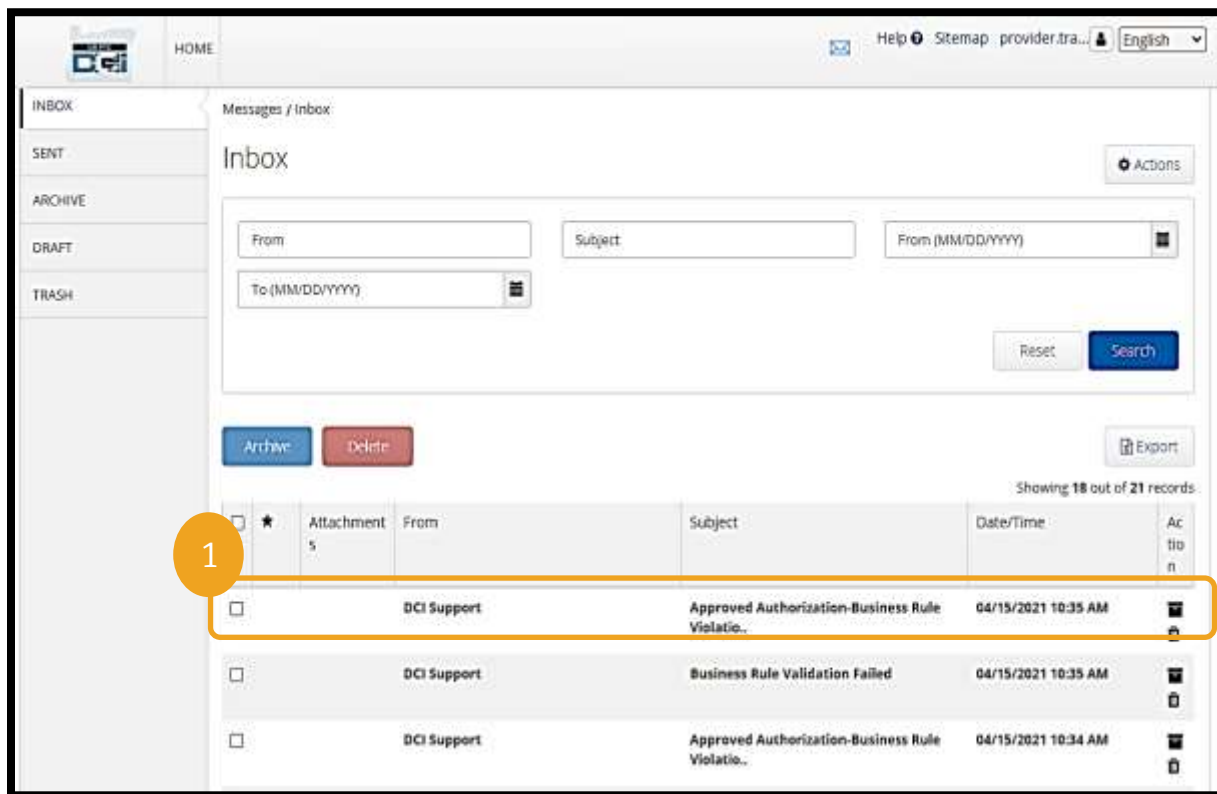 DCI
HOME
Help Sitemap provider.tra... English
INBOX
SENT
ARCHIVE
DRAFT
TRASH
Messages / Inbox
Inbox
Actions
From
Subject
From (MM/DD/YYYY)
To (MM/DD/YYYY)
Reset
Search
Archive
Delete
Export
Showing 18 out of 21 records
★ Attachment From Subject Date/Time Ac
s tio
n
1
DCI Support Approved Authorization-Business Rule 04/15/2021 10:35 AM
Violatio..
DCI Support Business Rule Validation Failed 04/15/2021 10:35 AM
DCI Support Approved Authorization-Business Rule 04/15/2021 10:34 AM
Violatio..